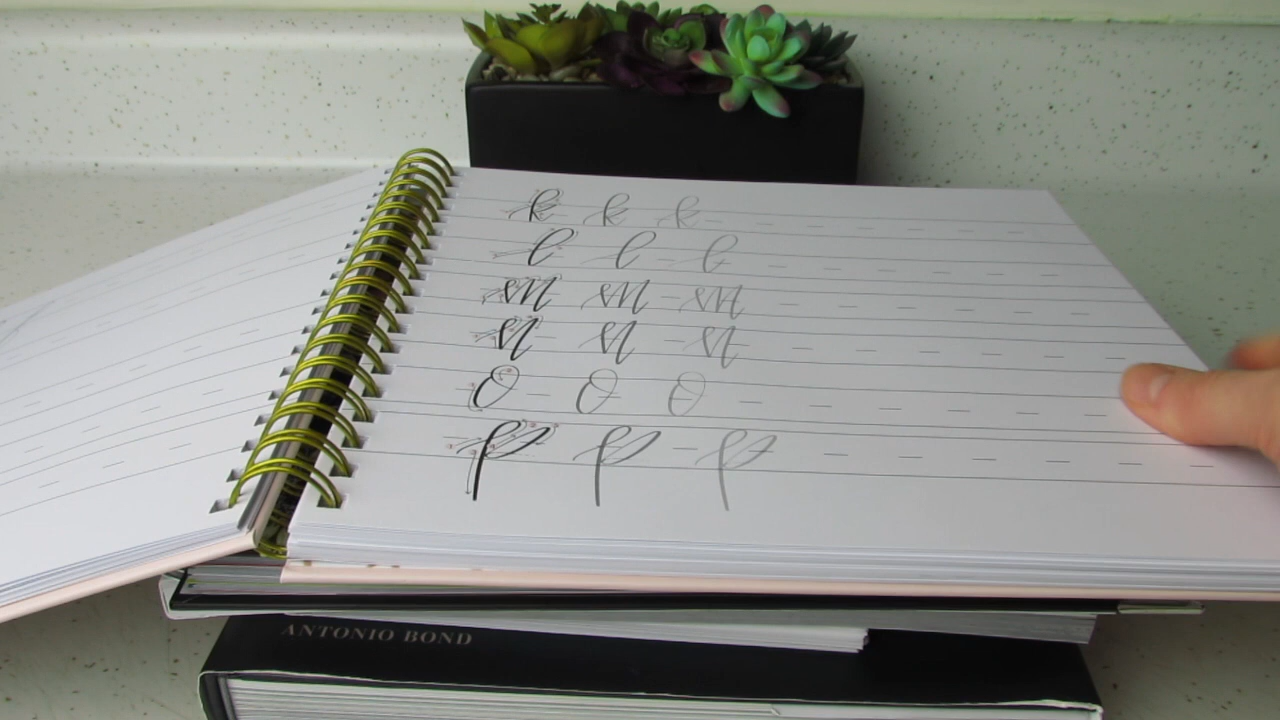 k k k
l l l
m m m
n n n
o o o
p p p
ANTONIO BOND